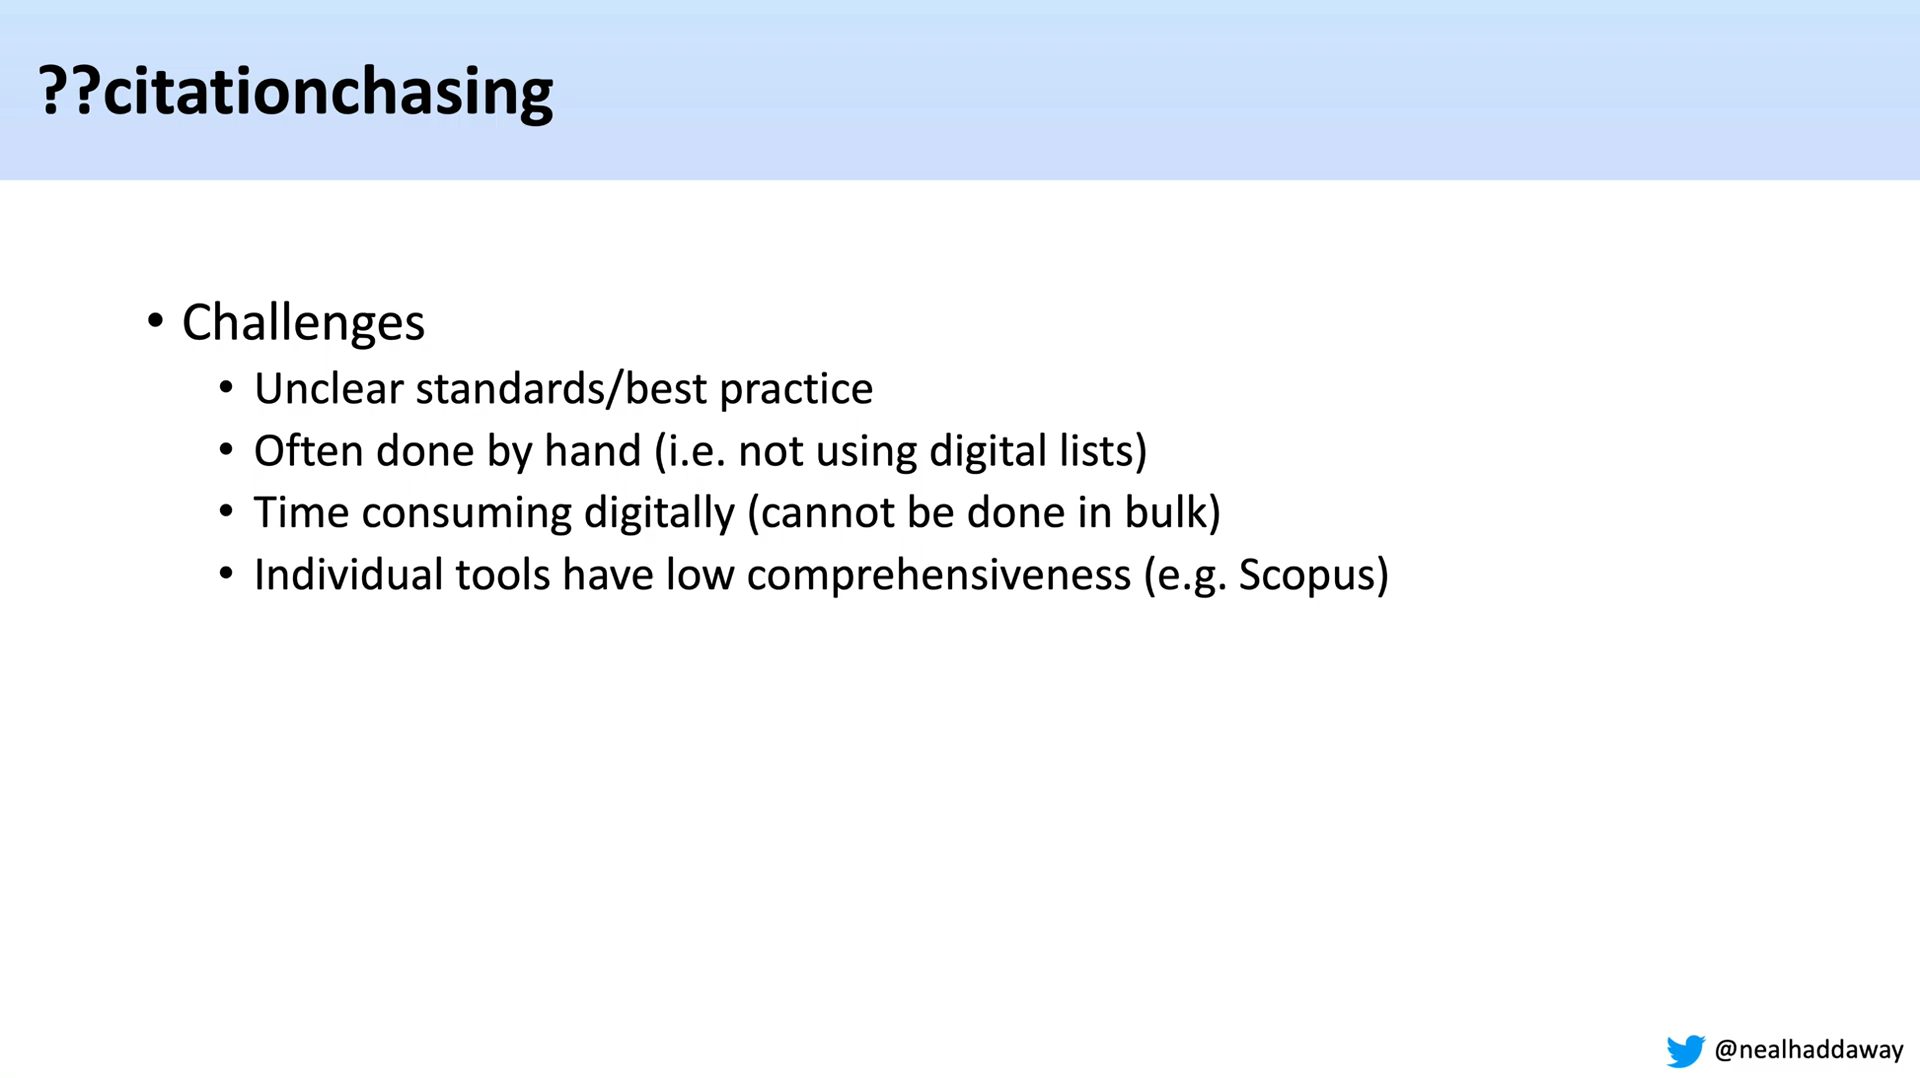 ??citationchasing
• Challenges
• Unclear standards/best practice
• Often done by hand (i.e. not using digital lists)
• Time consuming digitally (cannot be done in bulk)
• Individual tools have low comprehensiveness (e.g. Scopus)
@nealhaddaway